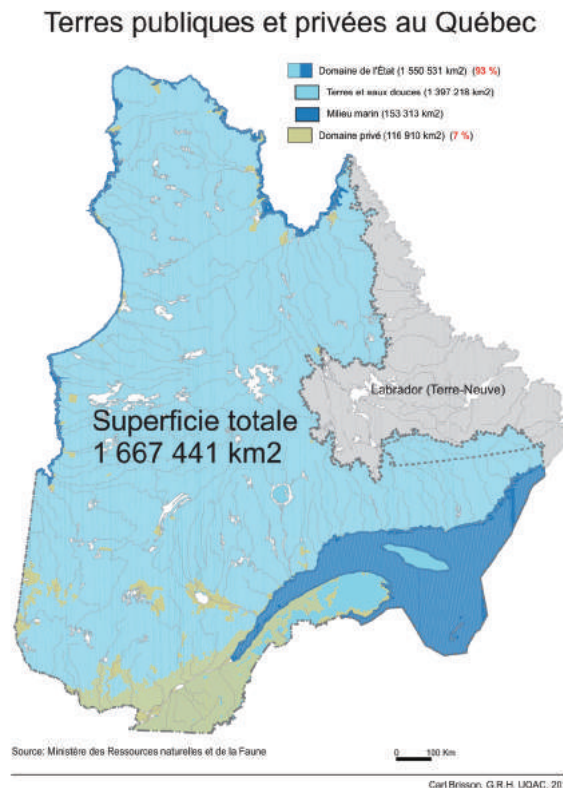 Terres publiques et privées au Québec
Domaine de l'État (1 550 531 km2) (93 %)
Terres et eaux douces (1 397 218 km2)
Milieu marin (153 313 km2)
Domaine privé (116 910 km2) (7 %)
Labrador (Terre-Neuve)
Superficie totale
1 667 441 km2
Source: Ministère des Ressources naturelles et de la Faune
0 100 Km
Carl Brisson, G.R.H. UQAC, 20